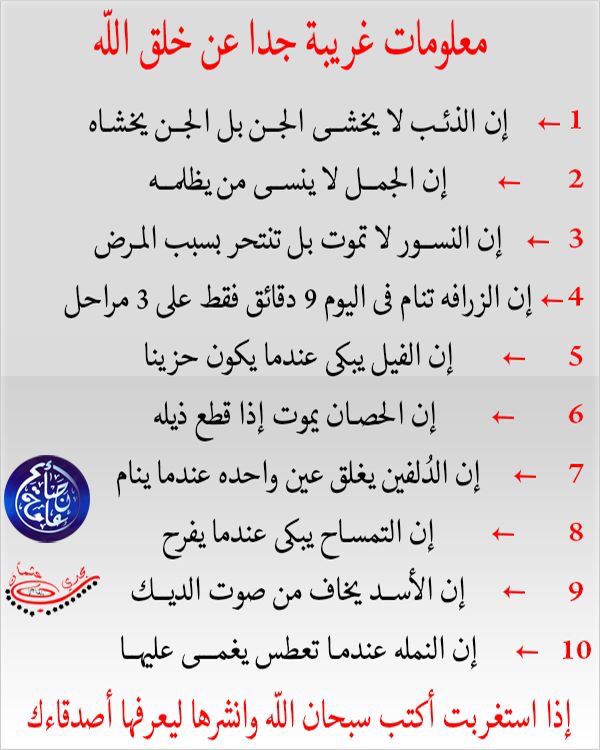 معلومات غريبة جدا عن خلق الله
1 ← إن الذئب لا يخشى الجن بل الجن يخشاه
2 ← إن الجمل لا ينسى من يظلمه
3 ← إن النسور لا تموت بل تنتحر بسبب المرض
4 ← إن الزرافه تنام فى اليوم 9 دقائق فقط على 3 مراحل
5 ← إن الفيل يبكى عندما يكون حزينا
6 ← إن الحصان يموت إذا قطع ذيله
7 ← إن الدُلفين يغلق عين واحده عندما ينام
8 ← إن التمساح يبكى عندما يفرح
9 ← إن الأسد يخاف من صوت الديك
10 ← إن النمله عندما تعطس يغمى عليها
إذا استغربت أكتب سبحان الله وانشرها ليعرفها أصدقاءك